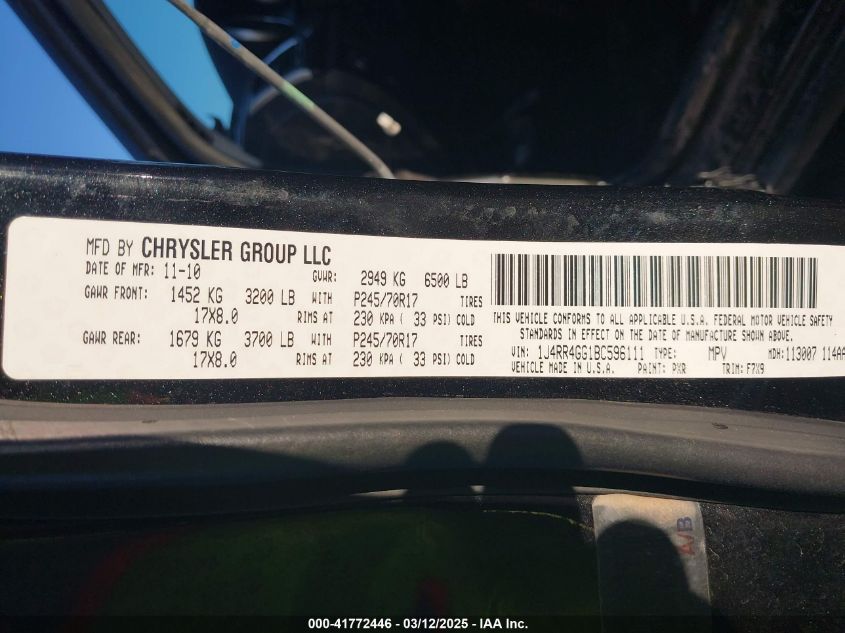 MFD BY CHRYSLER GROUP LLC
DATE OF MFR: 11-10 GVWR: 2949 KG 6500 LB
GAWR FRONT: 1452 KG 3200 LB WITH P245/70R17 TIRES
17X8.0 RIMS AT 230 KPA ( 33 PSI) COLD
GAWR REAR: 1679 KG 3700 LB WITH P245/70R17 TIRES
17X8.0 RIMS AT 230 KPA ( 33 PSI) COLD
THIS VEHICLE CONFORMS TO ALL APPLICABLE U.S.A. FEDERAL MOTOR VEHICLE SAFETY
STANDARDS IN EFFECT ON THE DATE OF MANUFACTURE SHOWN ABOVE.
VIN: 1J4RR4GG1BC596111 TYPE: MPV MDH: 113007 114AA
VEHICLE MADE IN U.S.A. PAINT: PXR TRIM: F7X9
A/B
000-41772446 - 03/12/2025 - IAA Inc.